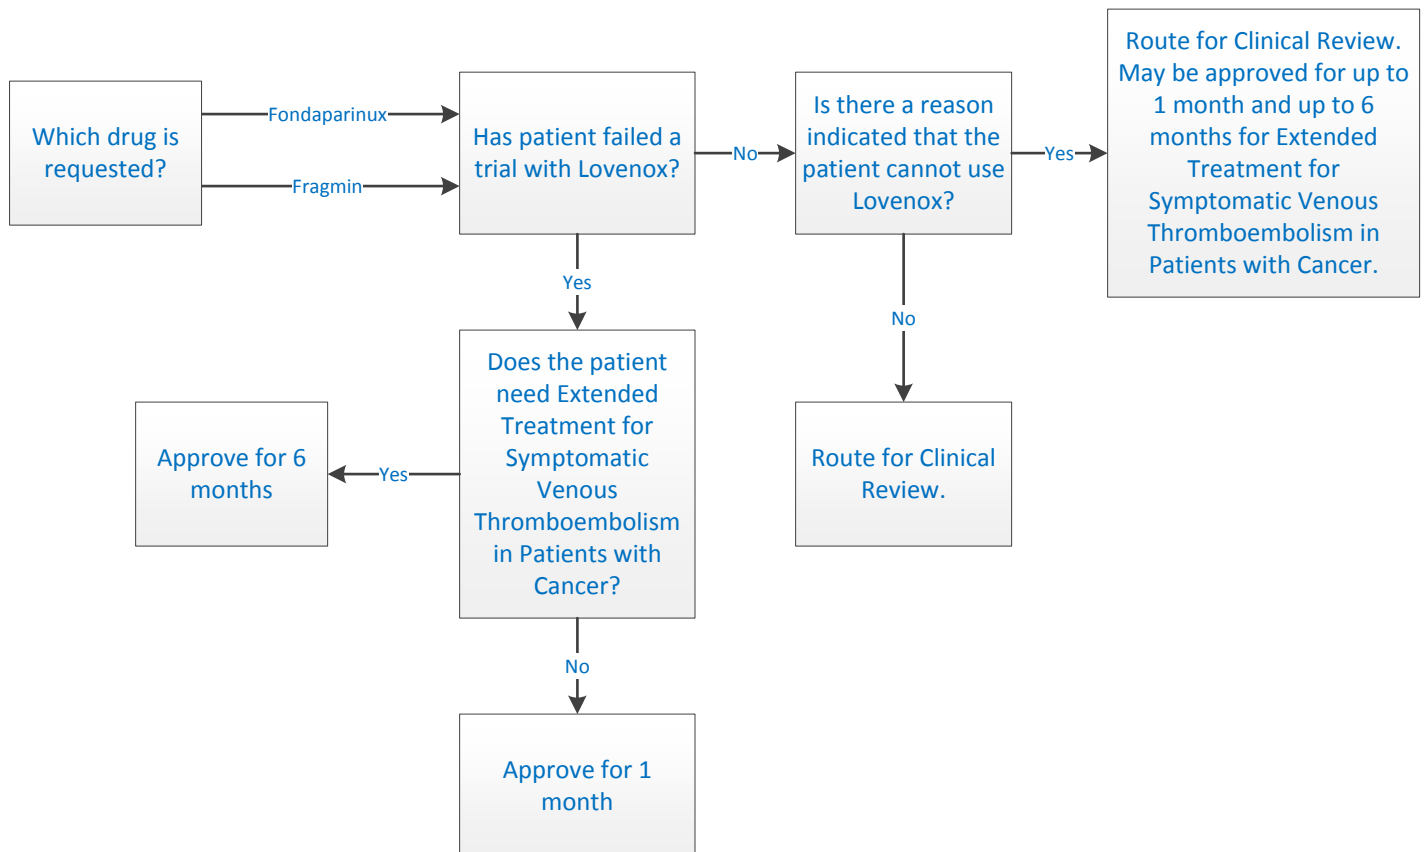 Which drug is
requested?
Fondaparinux
Fragmin
Has patient failed a
trial with Lovenox?
No
Is there a reason
indicated that the
patient cannot use
Lovenox?
Yes
Route for Clinical Review.
May be approved for up to
1 month and up to 6
months for Extended
Treatment for
Symptomatic Venous
Thromboembolism in
Patients with Cancer.
Yes
No
Does the patient
need Extended
Treatment for
Symptomatic
Venous
Thromboembolism
in Patients with
Cancer?
Yes
Approve for 6
months
Route for Clinical
Review.
No
Approve for 1
month